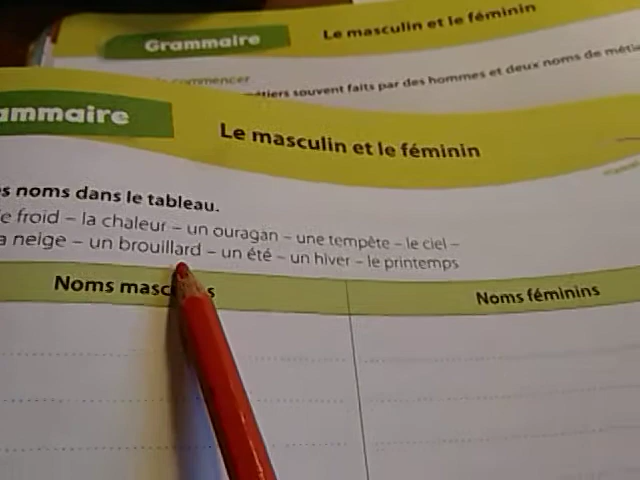 Grammaire
Le masculin et le féminin
commencer
métiers souvent faits par des hommes et deux noms de
ammaire
Le masculin et le féminin
s noms dans le tableau.
e froid – la chaleur – un ouragan – une tempête – le ciel –
a neige – un brouillard – un été – un hiver – le printemps
Noms masc s
Noms féminins